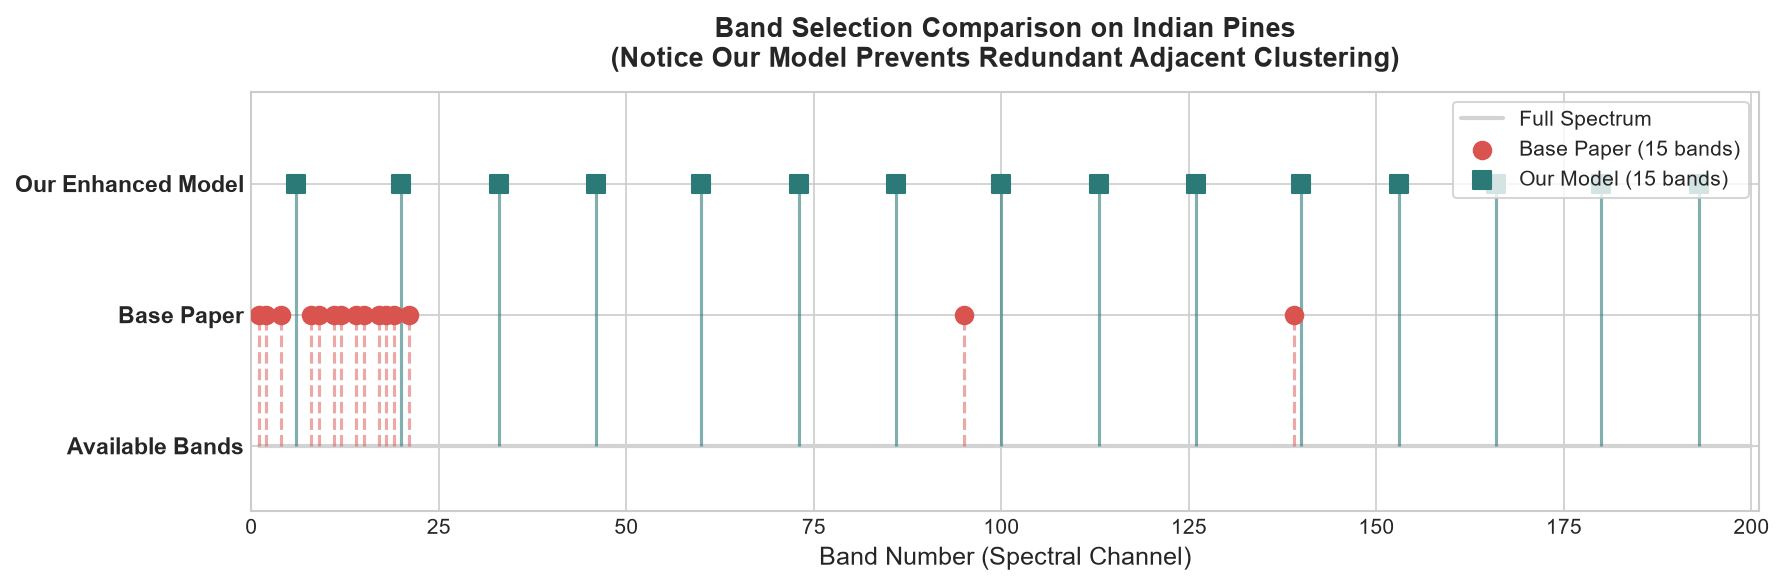 Band Selection Comparison on Indian Pines
(Notice Our Model Prevents Redundant Adjacent Clustering)
Full Spectrum
Base Paper (15 bands)
Our Model (15 bands)
Our Enhanced Model
Base Paper
Available Bands
0 25 50 75 100 125 150 175 200
Band Number (Spectral Channel)